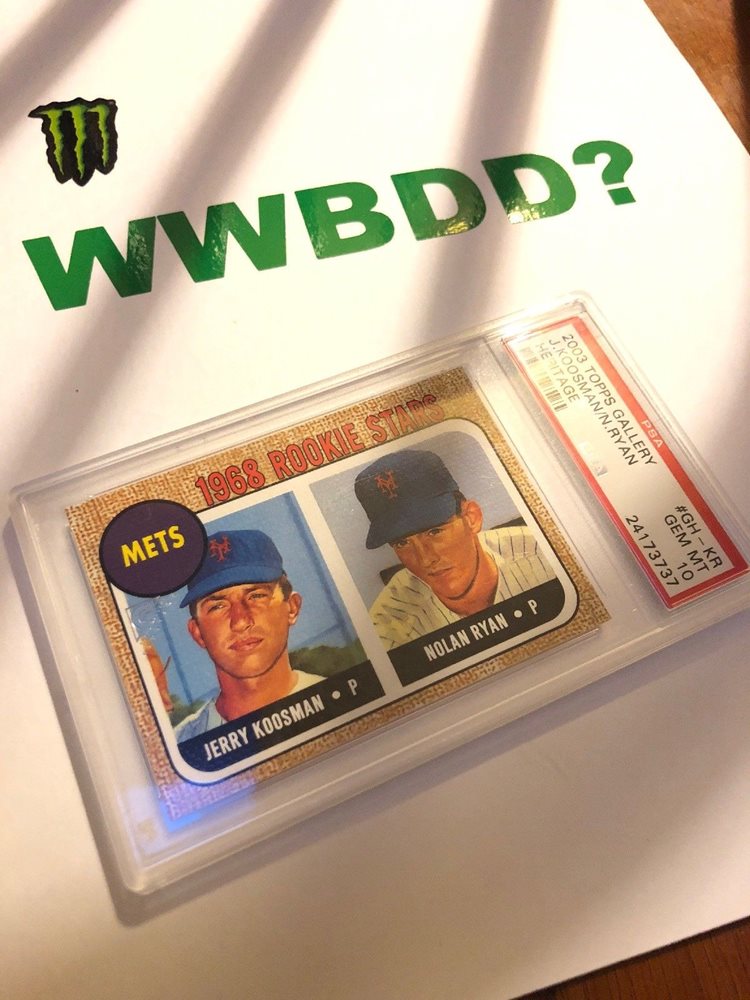 WWBDD?
PSA
2003 TOPPS GALLERY #GH-KR
J.KOOSMAN/N.RYAN GEM MT 10
HERITAGE 24173737
1968 ROOKIE STARS
METS
JERRY KOOSMAN • P
NOLAN RYAN • P